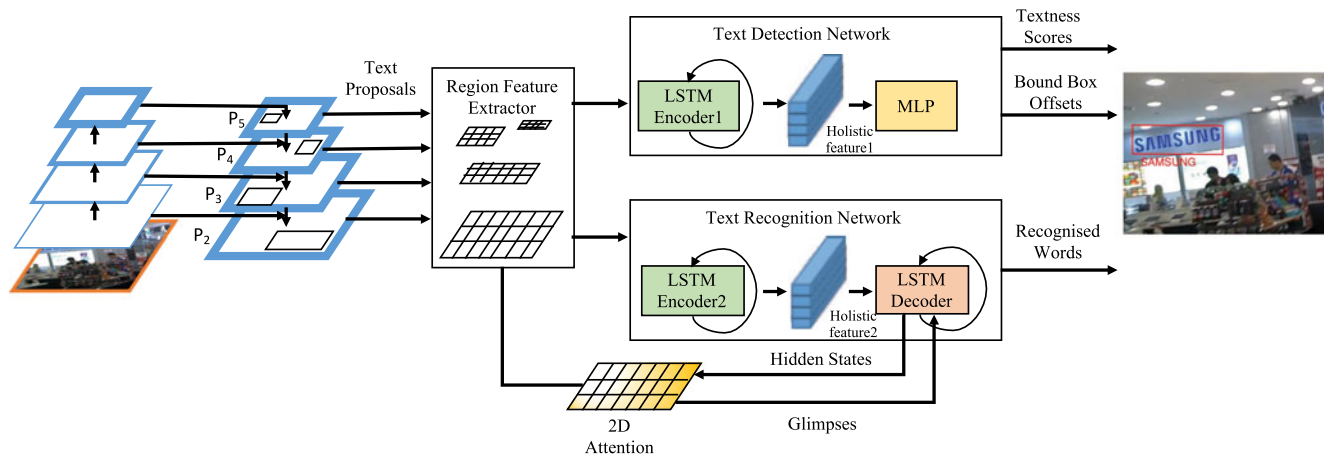 P5
P4
P3
P2
Text
Proposals
Region Feature
Extractor
Text Detection Network
LSTM
Encoder1
Holistic
feature1
MLP
Textness
Scores
Bound Box
Offsets
SAMSUNG
SAMSUNG
Text Recognition Network
LSTM
Encoder2
Holistic
feature2
LSTM
Decoder
Recognised
Words
Hidden States
Glimpses
2D
Attention